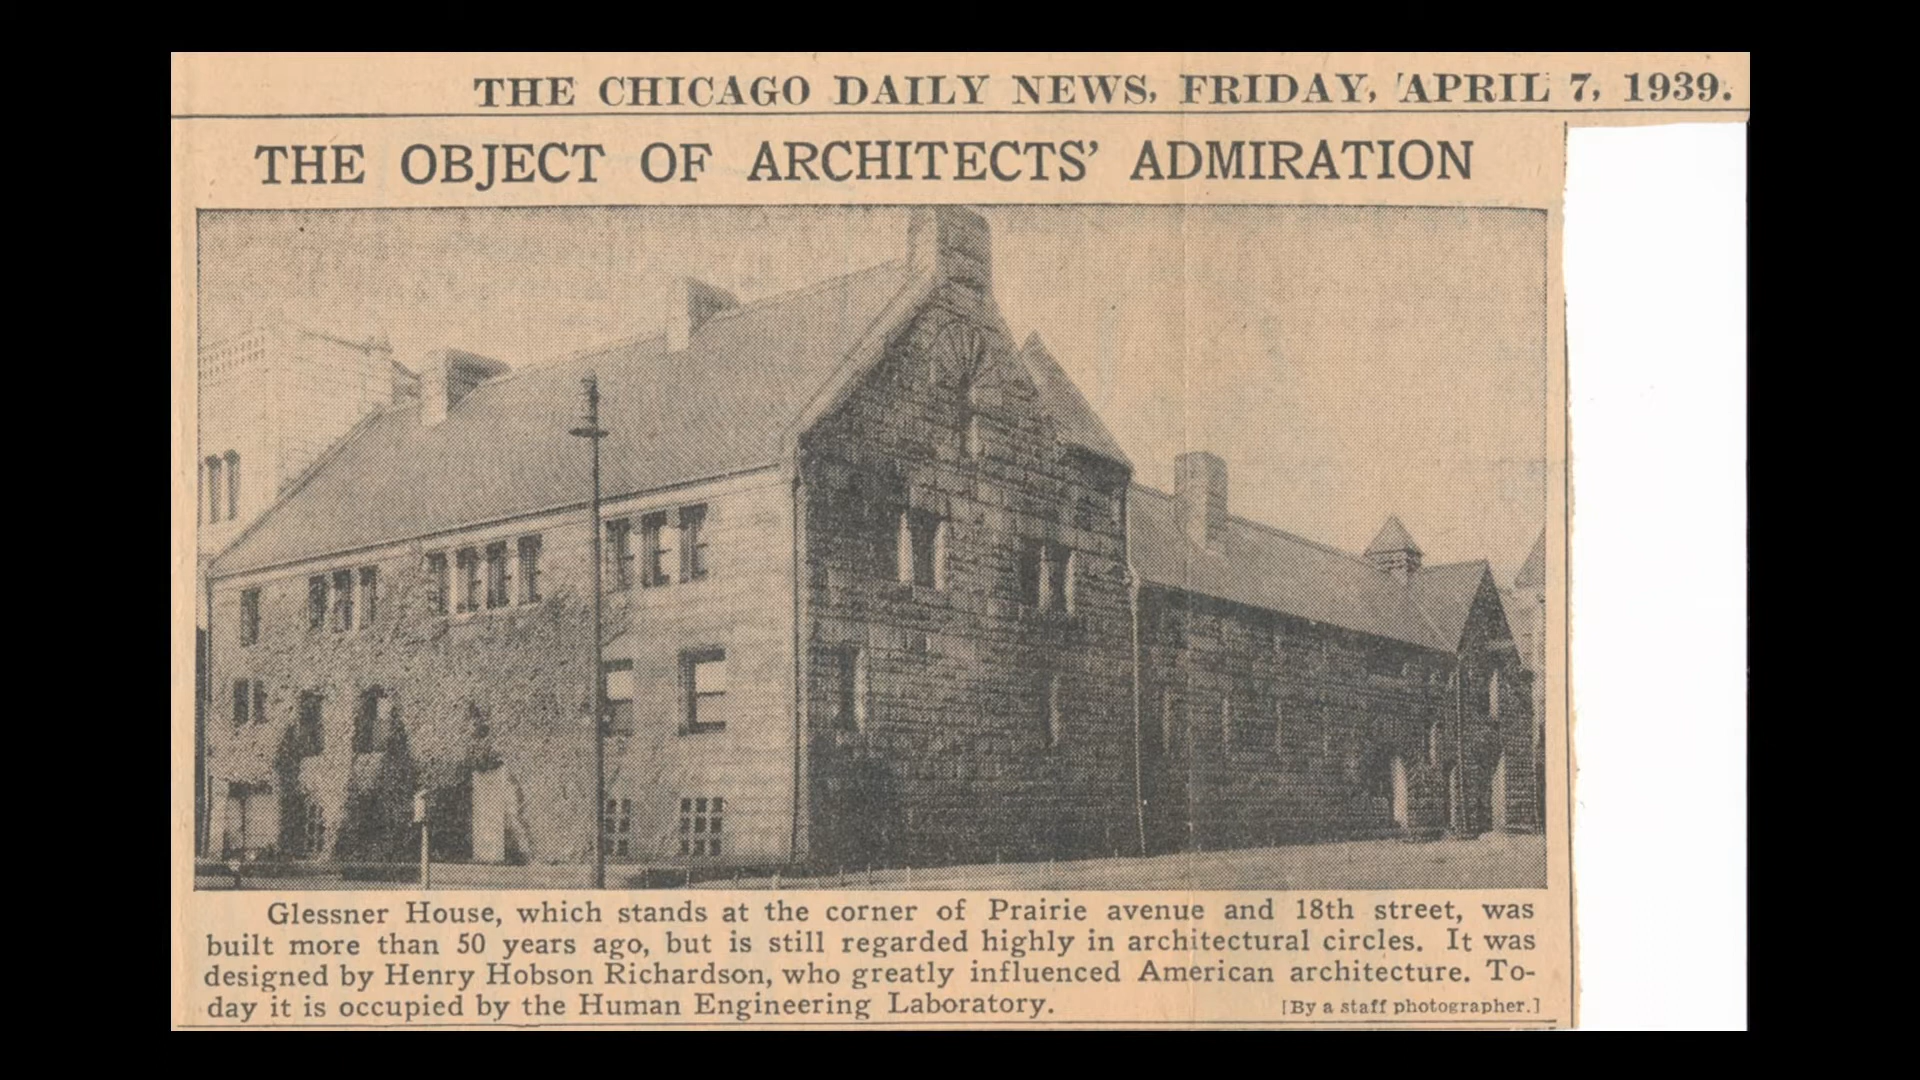 THE CHICAGO DAILY NEWS, FRIDAY, APRIL 7, 1939.
THE OBJECT OF ARCHITECTS' ADMIRATION
Glessner House, which stands at the corner of Prairie avenue and 18th street, was
built more than 50 years ago, but is still regarded highly in architectural circles. It was
designed by Henry Hobson Richardson, who greatly influenced American architecture. To-
day it is occupied by the Human Engineering Laboratory. [By a staff photographer.]